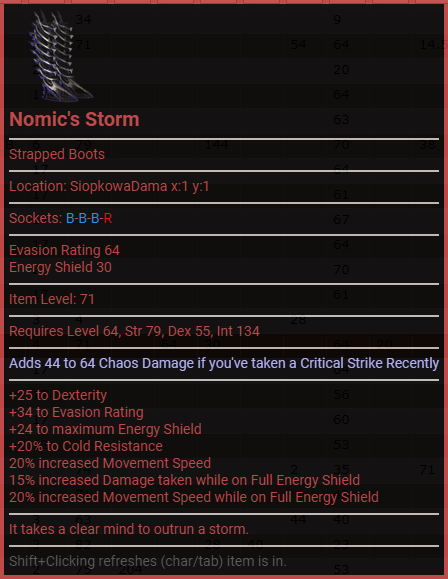 Nomic's Storm
Strapped Boots
Location: SiopkowaDama x:1 y:1
Sockets: B-B-B-R
Evasion Rating 64
Energy Shield 30
Item Level: 71
Requires Level 64, Str 79, Dex 55, Int 134
Adds 44 to 64 Chaos Damage if you've taken a Critical Strike Recently
+25 to Dexterity
+34 to Evasion Rating
+24 to maximum Energy Shield
+20% to Cold Resistance
20% increased Movement Speed
15% increased Damage taken while on Full Energy Shield
20% increased Movement Speed while on Full Energy Shield
It takes a clear mind to outrun a storm.
Shift+Clicking refreshes (char/tab) item is in.